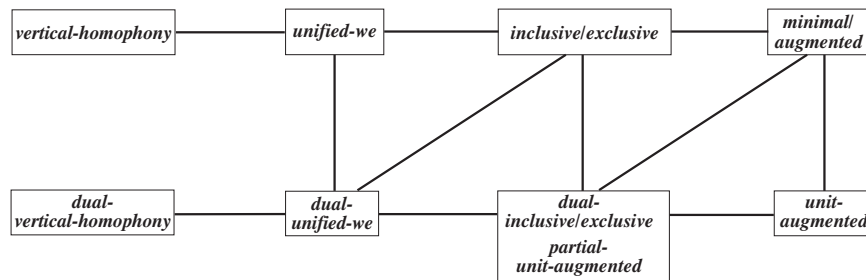 vertical-homophony
unified-we
inclusive/exclusive
minimal/
augmented
dual-
vertical-homophony
dual-
unified-we
dual-
inclusive/exclusive
partial-
unit-augmented
unit-
augmented